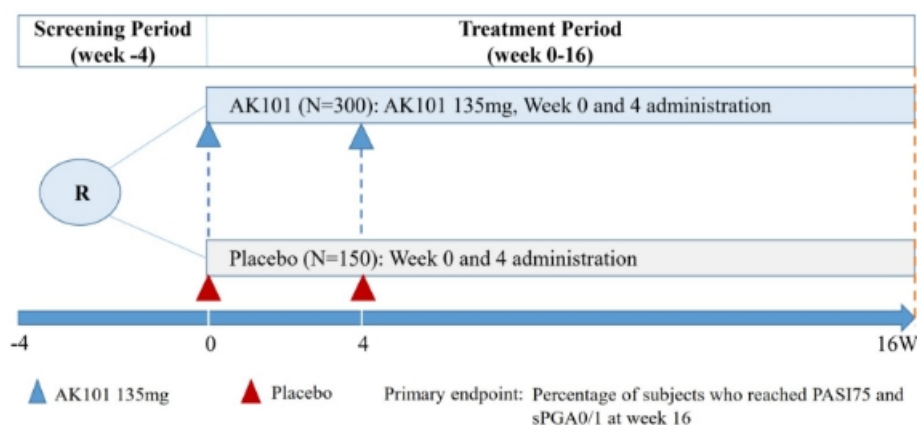 Screening Period
(week -4)
Treatment Period
(week 0-16)
AK101 (N=300): AK101 135mg, Week 0 and 4 administration
R
Placebo (N=150): Week 0 and 4 administration
-4 0 4 16W
AK101 135mg Placebo Primary endpoint: Percentage of subjects who reached PASI75 and
sPGA0/1 at week 16